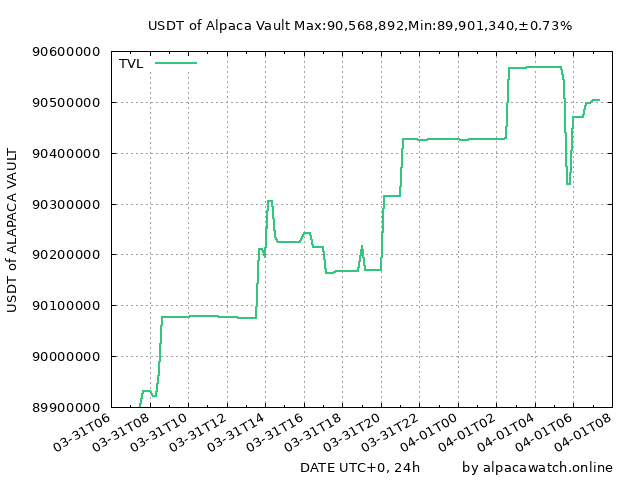 USDT of Alpaca Vault Max:90,568,892,Min:89,901,340,±0.73%
TVL
90600000
90500000
90400000
90300000
90200000
90100000
90000000
89900000
USDT of ALAPACA VAULT
03-31T06
03-31T08
03-31T10
03-31T12
03-31T14
03-31T16
03-31T18
03-31T20
03-31T22
04-01T00
04-01T02
04-01T04
04-01T06
04-01T08
DATE UTC+0, 24h
by alpacawatch.online